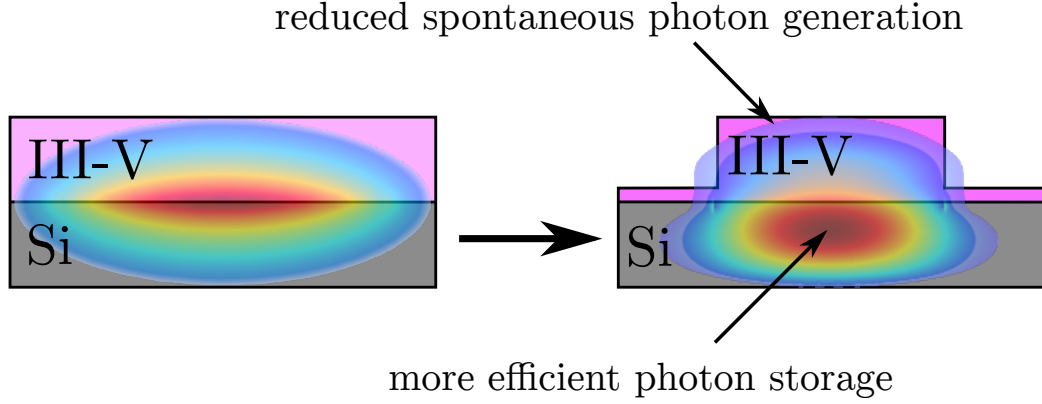 reduced spontaneous photon generation
III-V
III-V
Si
Si
more efficient photon storage